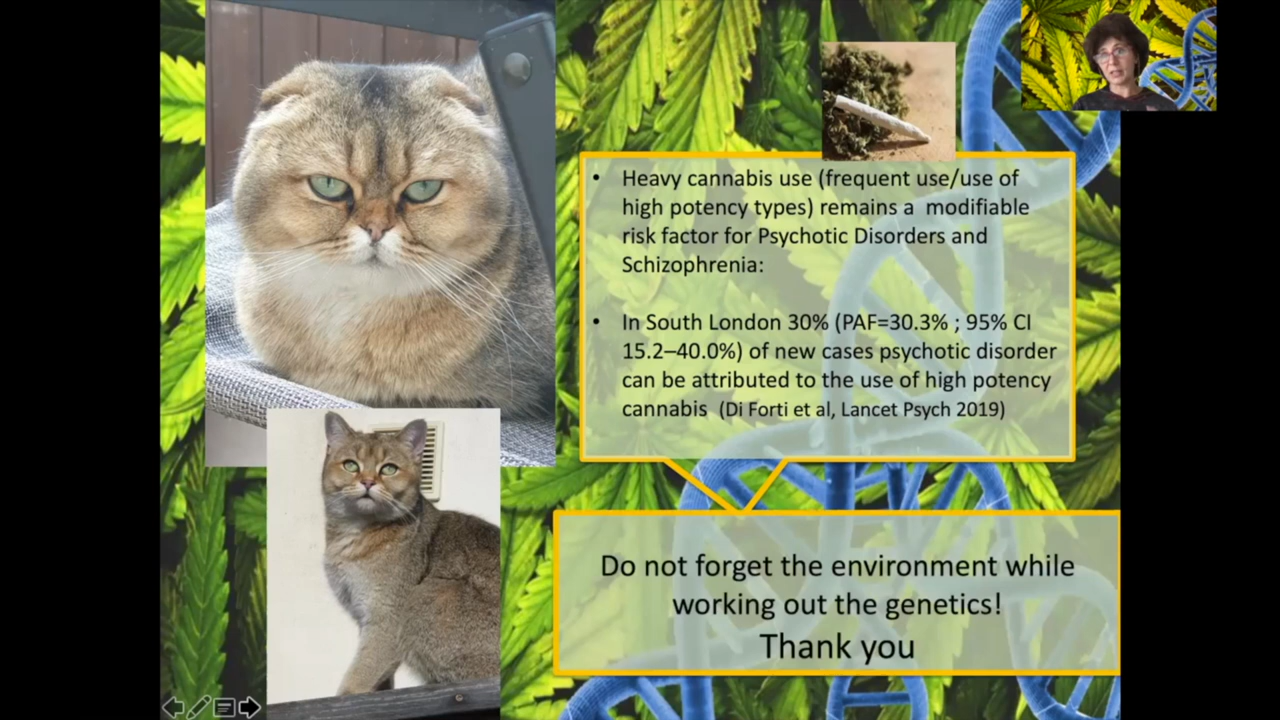 • Heavy cannabis use (frequent use/use of
high potency types) remains a modifiable
risk factor for Psychotic Disorders and
Schizophrenia:
• In South London 30% (PAF=30.3% ; 95% CI
15.2–40.0%) of new cases psychotic disorder
can be attributed to the use of high potency
cannabis (Di Forti et al, Lancet Psych 2019)
Do not forget the environment while
working out the genetics!
Thank you